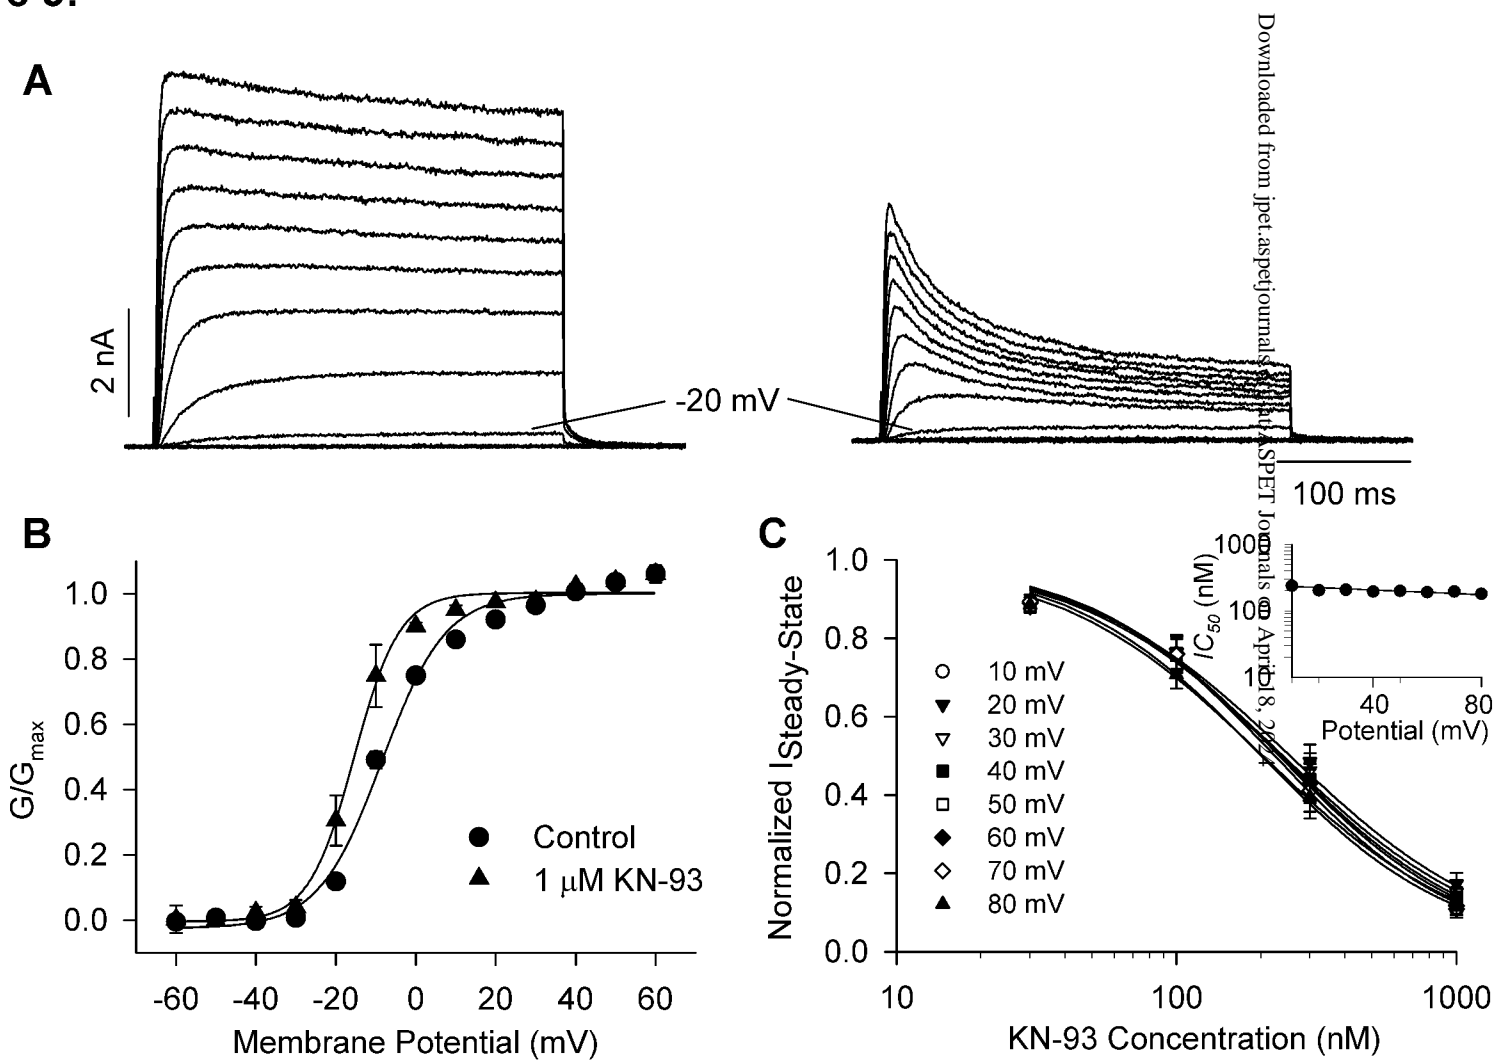 A
2 nA
-20 mV
100 ms
B
G/Gmax
1.0
0.8
0.6
0.4
0.2
0.0
Control
1 μM KN-93
-60 -40 -20 0 20 40 60
Membrane Potential (mV)
C
Normalized ISteady-State
1.0
0.8
0.6
0.4
0.2
0.0
10 mV
20 mV
30 mV
40 mV
50 mV
60 mV
70 mV
80 mV
10 100 1000
KN-93 Concentration (nM)
IC50 (nM)
1000
100
10
40 80
Potential (mV)
Downloaded from jpet.aspetjournals at ASPET Journals on April 18,